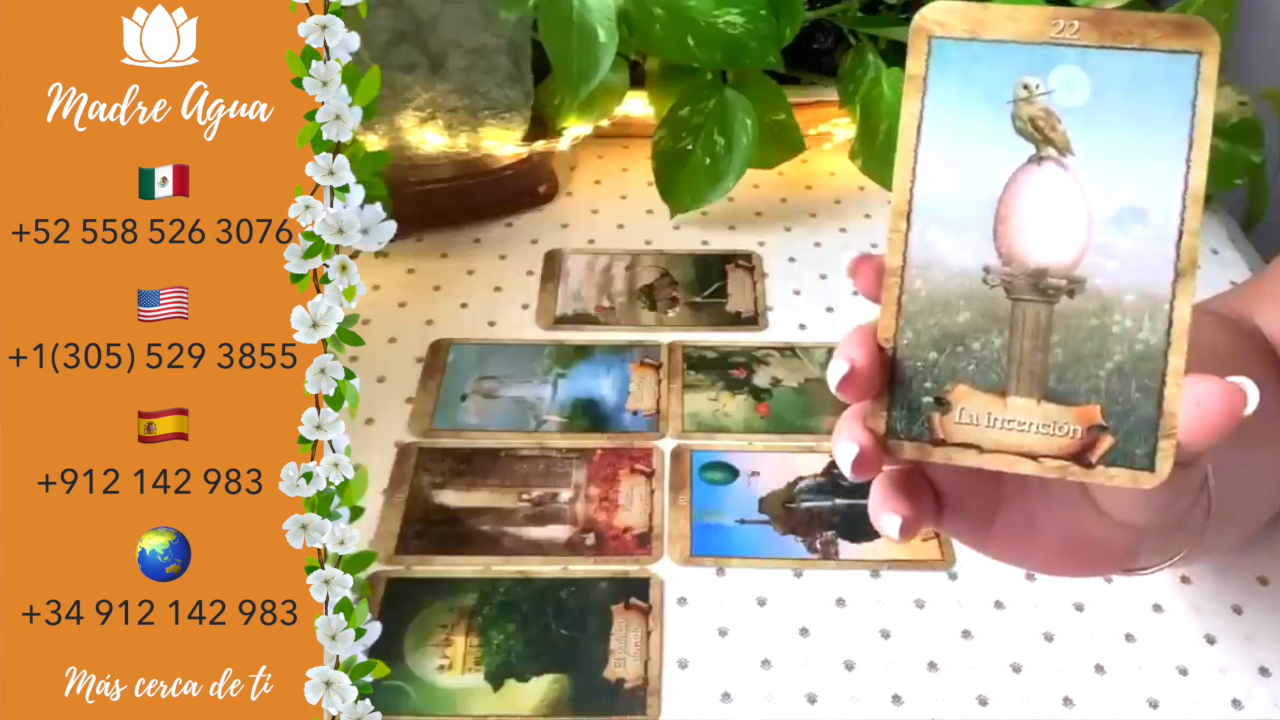 Madre Agua
+52 558 526 3076
+1(305) 529 3855
+912 142 983
+34 912 142 983
Más cerca de ti
22
La intención